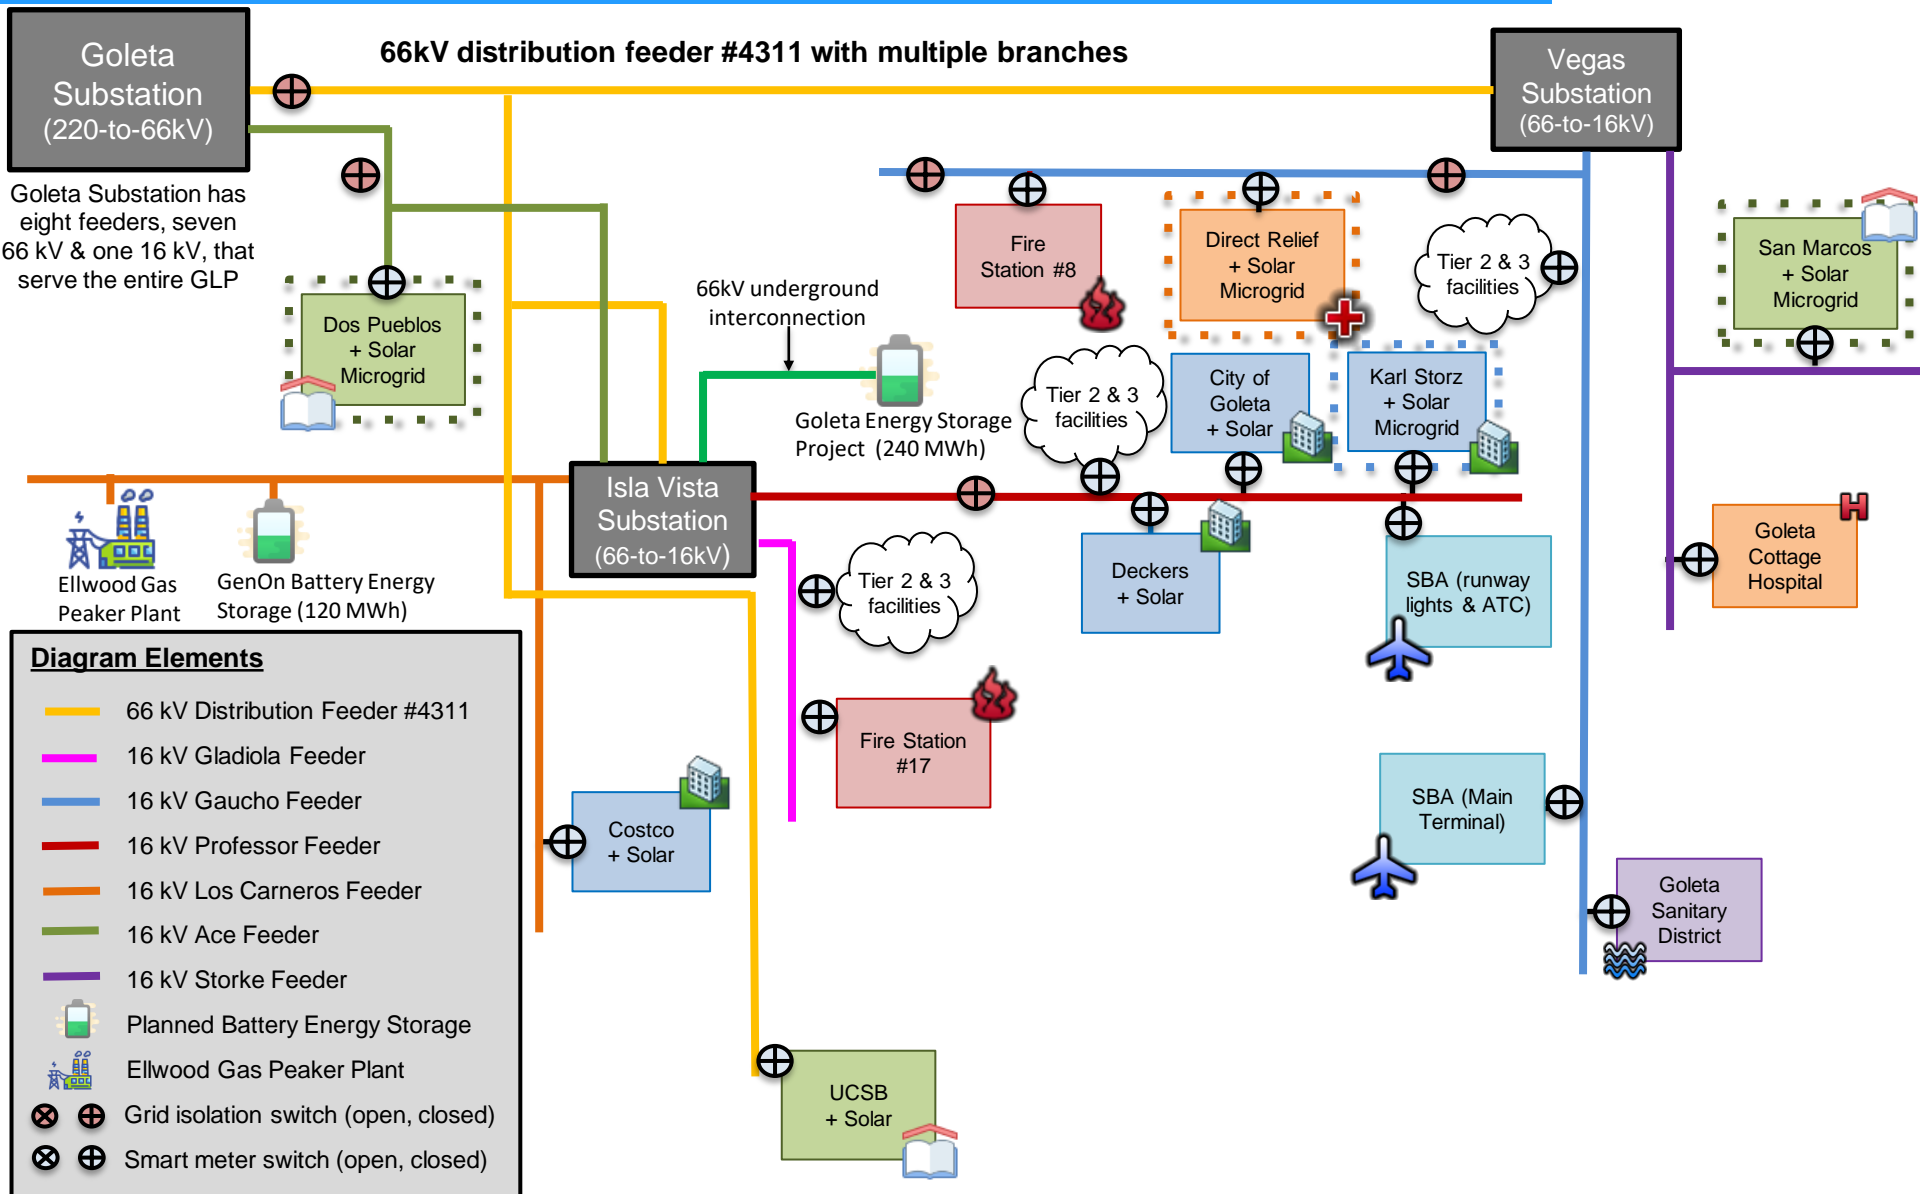 Goleta
Substation
(220-to-66kV)
66kV distribution feeder #4311 with multiple branches
Vegas
Substation
(66-to-16kV)
Goleta Substation has
eight feeders, seven
66 kV & one 16 kV, that
serve the entire GLP
Fire
Station #8
Direct Relief
+ Solar
Microgrid
Tier 2 & 3
facilities
San Marcos
+ Solar
Microgrid
Dos Pueblos
+ Solar
Microgrid
66kV underground
interconnection
Goleta Energy Storage
Project (240 MWh)
Tier 2 & 3
facilities
City of
Goleta
+ Solar
Karl Storz
+ Solar
Microgrid
Isla Vista
Substation
(66-to-16kV)
Ellwood Gas
Peaker Plant
GenOn Battery Energy
Storage (120 MWh)
Tier 2 & 3
facilities
Deckers
+ Solar
SBA (runway
lights & ATC)
H
Goleta
Cottage
Hospital
Fire Station
#17
Costco
+ Solar
SBA (Main
Terminal)
Goleta
Sanitary
District
UCSB
+ Solar
Diagram Elements
66 kV Distribution Feeder #4311
16 kV Gladiola Feeder
16 kV Gaucho Feeder
16 kV Professor Feeder
16 kV Los Carneros Feeder
16 kV Ace Feeder
16 kV Storke Feeder
Planned Battery Energy Storage
Ellwood Gas Peaker Plant
Grid isolation switch (open, closed)
Smart meter switch (open, closed)